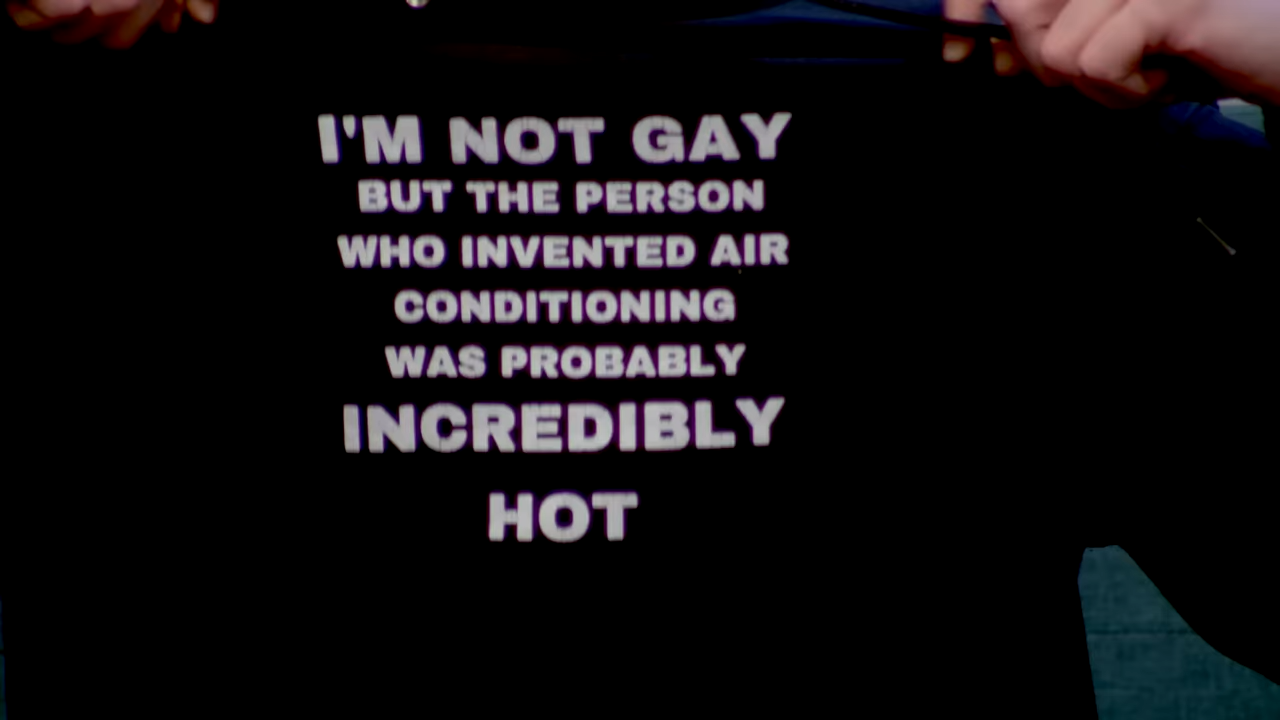 I'M NOT GAY
BUT THE PERSON
WHO INVENTED AIR
CONDITIONING
WAS PROBABLY
INCREDIBLY
HOT